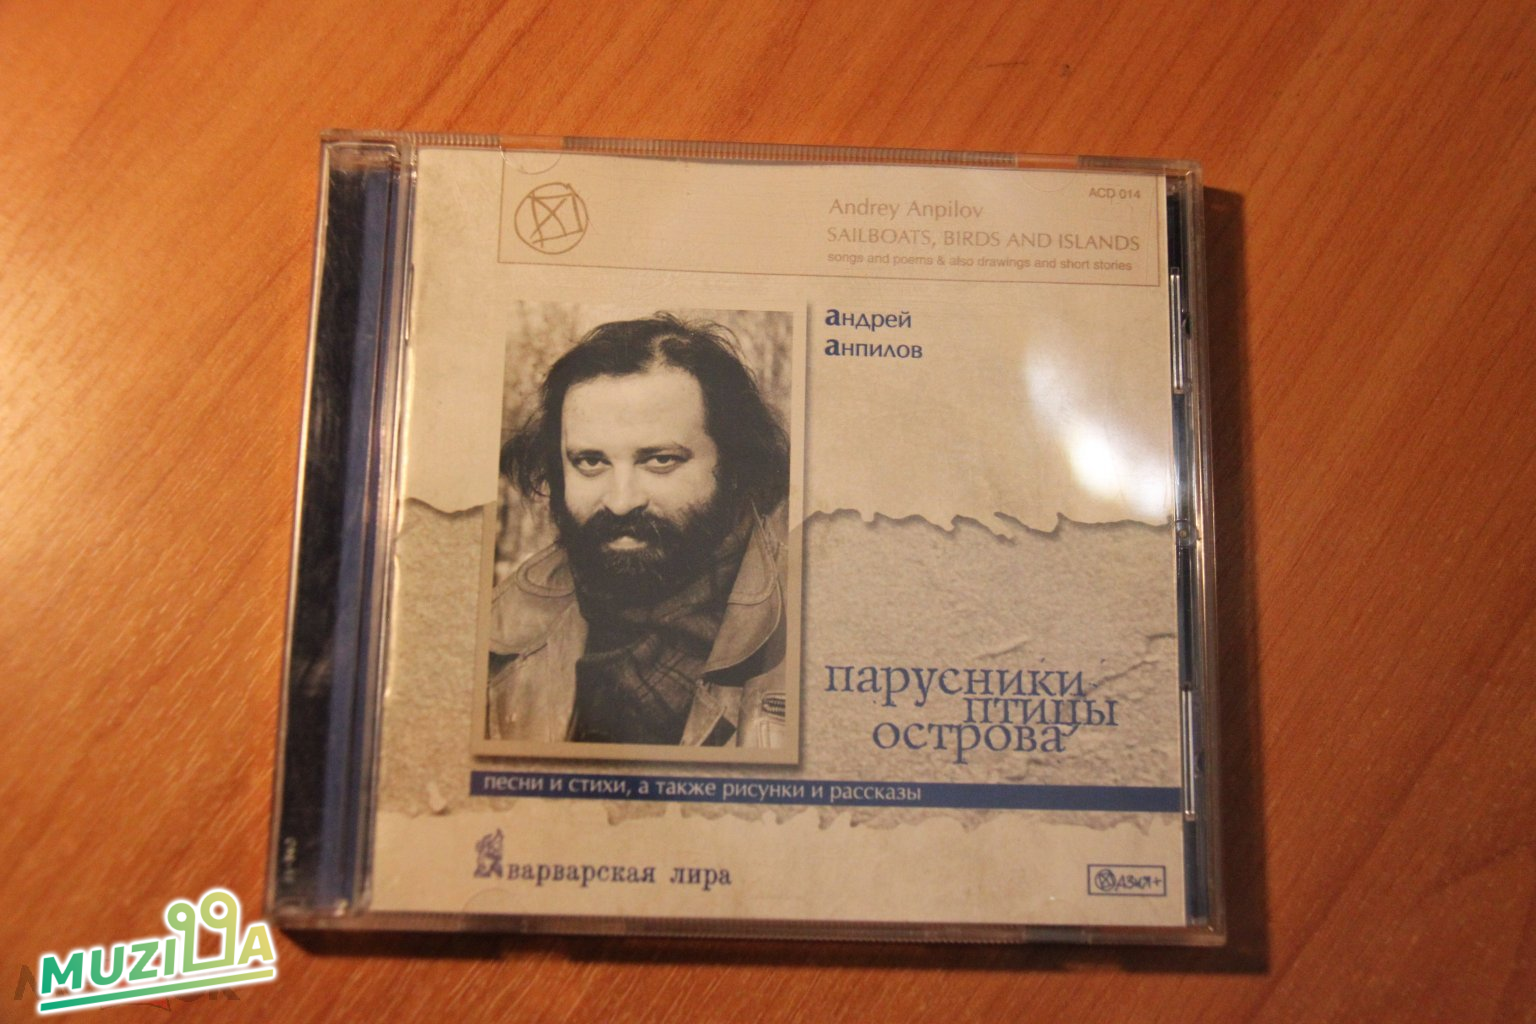 ACD 014
Andrey Anpilov
SAILBOATS, BIRDS AND ISLANDS
songs and poems & also drawings and short stories
андрей
анпилов
парусники
птицы
острова
песни и стихи, а также рисунки и рассказы
варварская лира
АЗИЯ+
MUZILLA